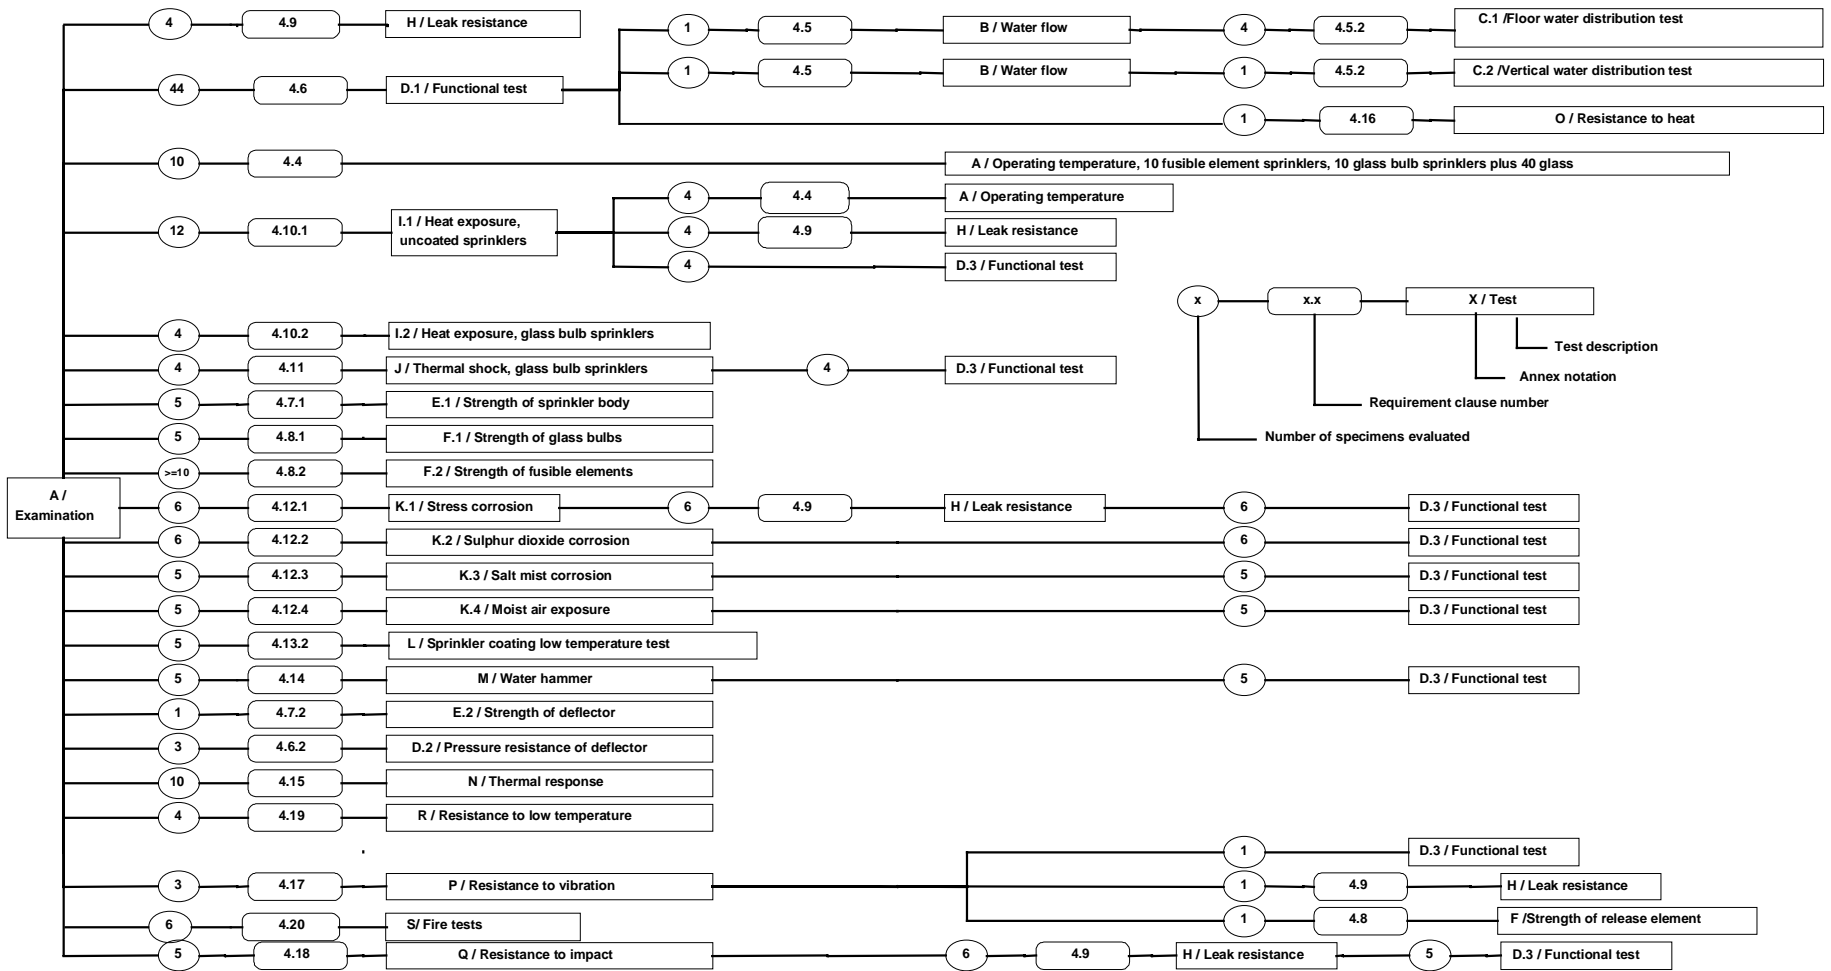 4 4.9 H / Leak resistance
1 4.5 B / Water flow 4 4.5.2 C.1 /Floor water distribution test
1 4.5 B / Water flow 1 4.5.2 C.2 /Vertical water distribution test
44 4.6 D.1 / Functional test
1 4.16 O / Resistance to heat
10 4.4 A / Operating temperature, 10 fusible element sprinklers, 10 glass bulb sprinklers plus 40 glass
4 4.4 A / Operating temperature
12 4.10.1 I.1 / Heat exposure,
uncoated sprinklers
4 4.9 H / Leak resistance
4 D.3 / Functional test
x x.x X / Test
Test description
Annex notation
Requirement clause number
Number of specimens evaluated
4 4.10.2 I.2 / Heat exposure, glass bulb sprinklers
4 4.11 J / Thermal shock, glass bulb sprinklers 4 D.3 / Functional test
5 4.7.1 E.1 / Strength of sprinkler body
5 4.8.1 F.1 / Strength of glass bulbs
>=10 4.8.2 F.2 / Strength of fusible elements
A /
Examination
6 4.12.1 K.1 / Stress corrosion 6 4.9 H / Leak resistance 6 D.3 / Functional test
6 4.12.2 K.2 / Sulphur dioxide corrosion 6 D.3 / Functional test
5 4.12.3 K.3 / Salt mist corrosion 5 D.3 / Functional test
5 4.12.4 K.4 / Moist air exposure 5 D.3 / Functional test
5 4.13.2 L / Sprinkler coating low temperature test
5 4.14 M / Water hammer 5 D.3 / Functional test
1 4.7.2 E.2 / Strength of deflector
3 4.6.2 D.2 / Pressure resistance of deflector
10 4.15 N / Thermal response
4 4.19 R / Resistance to low temperature
1 D.3 / Functional test
3 4.17 P / Resistance to vibration 1 4.9 H / Leak resistance
1 4.8 F /Strength of release element
6 4.20 S/ Fire tests
5 4.18 Q / Resistance to impact 6 4.9 H / Leak resistance 5 D.3 / Functional test